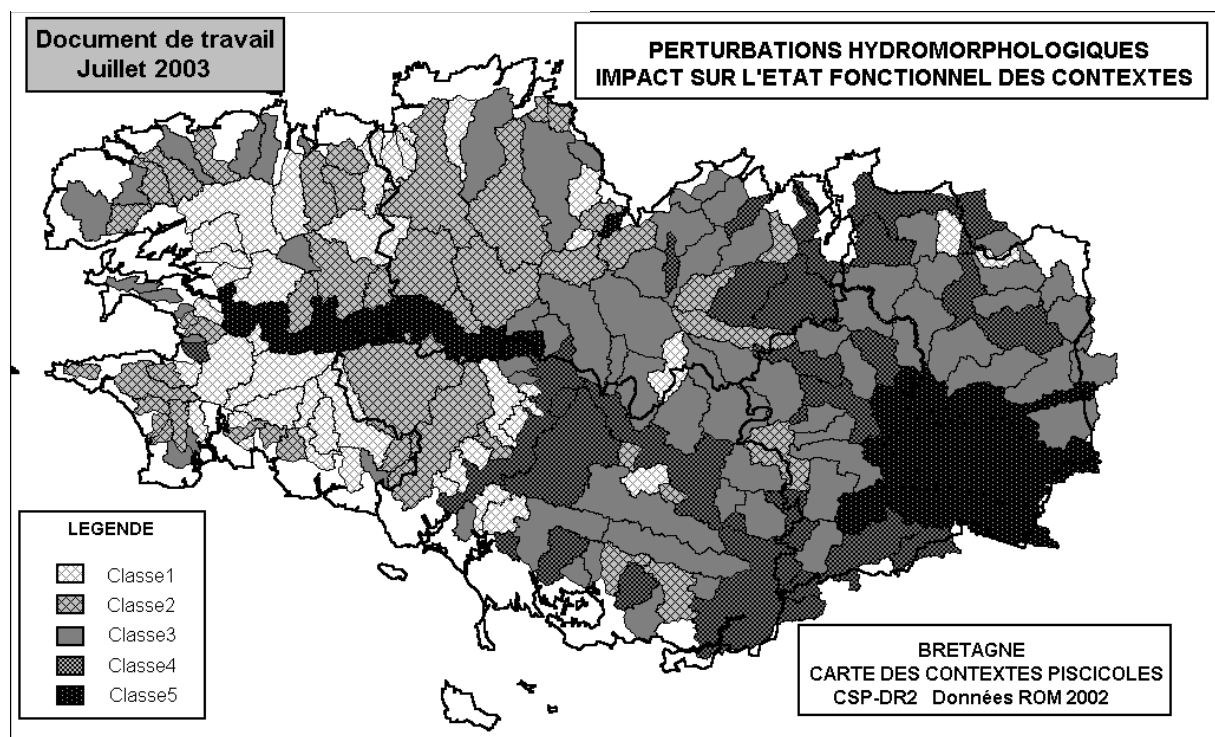 Document de travail
Juillet 2003
PERTURBATIONS HYDROMORPHOLOGIQUES
IMPACT SUR L'ETAT FONCTIONNEL DES CONTEXTES
LEGENDE
Classe1
Classe2
Classe3
Classe4
Classe5
BRETAGNE
CARTE DES CONTEXTES PISCICOLES
CSP-DR2 Données ROM 2002